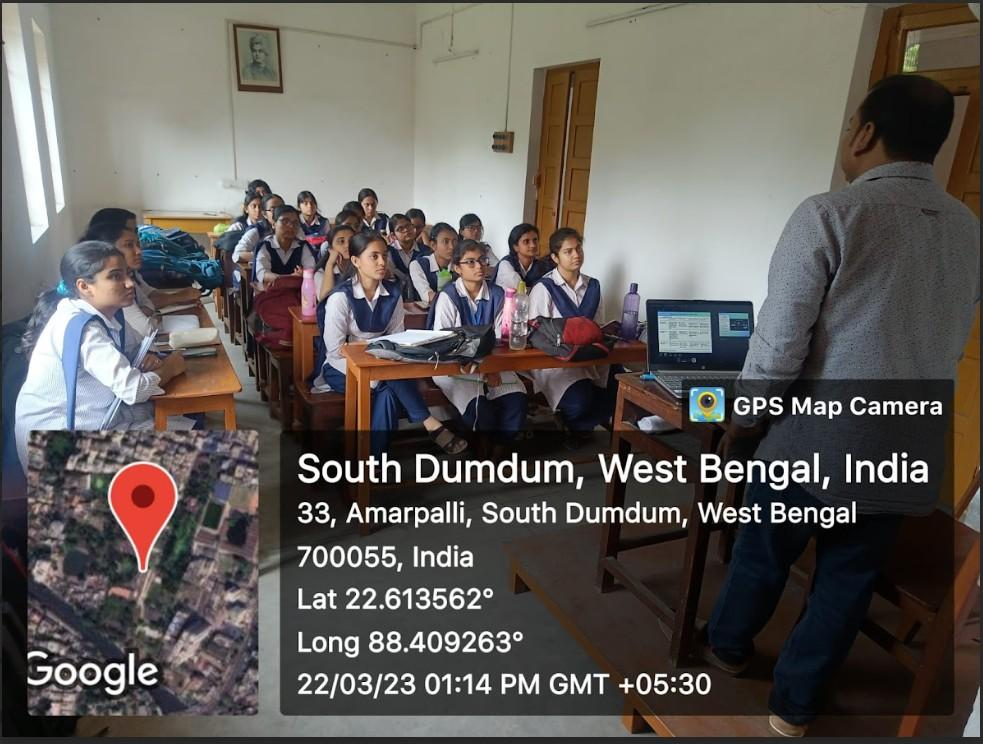 GPS Map Camera
South Dumdum, West Bengal, India
33, Amarpalli, South Dumdum, West Bengal
700055, India
Lat 22.613562°
Long 88.409263°
22/03/23 01:14 PM GMT +05:30
Google